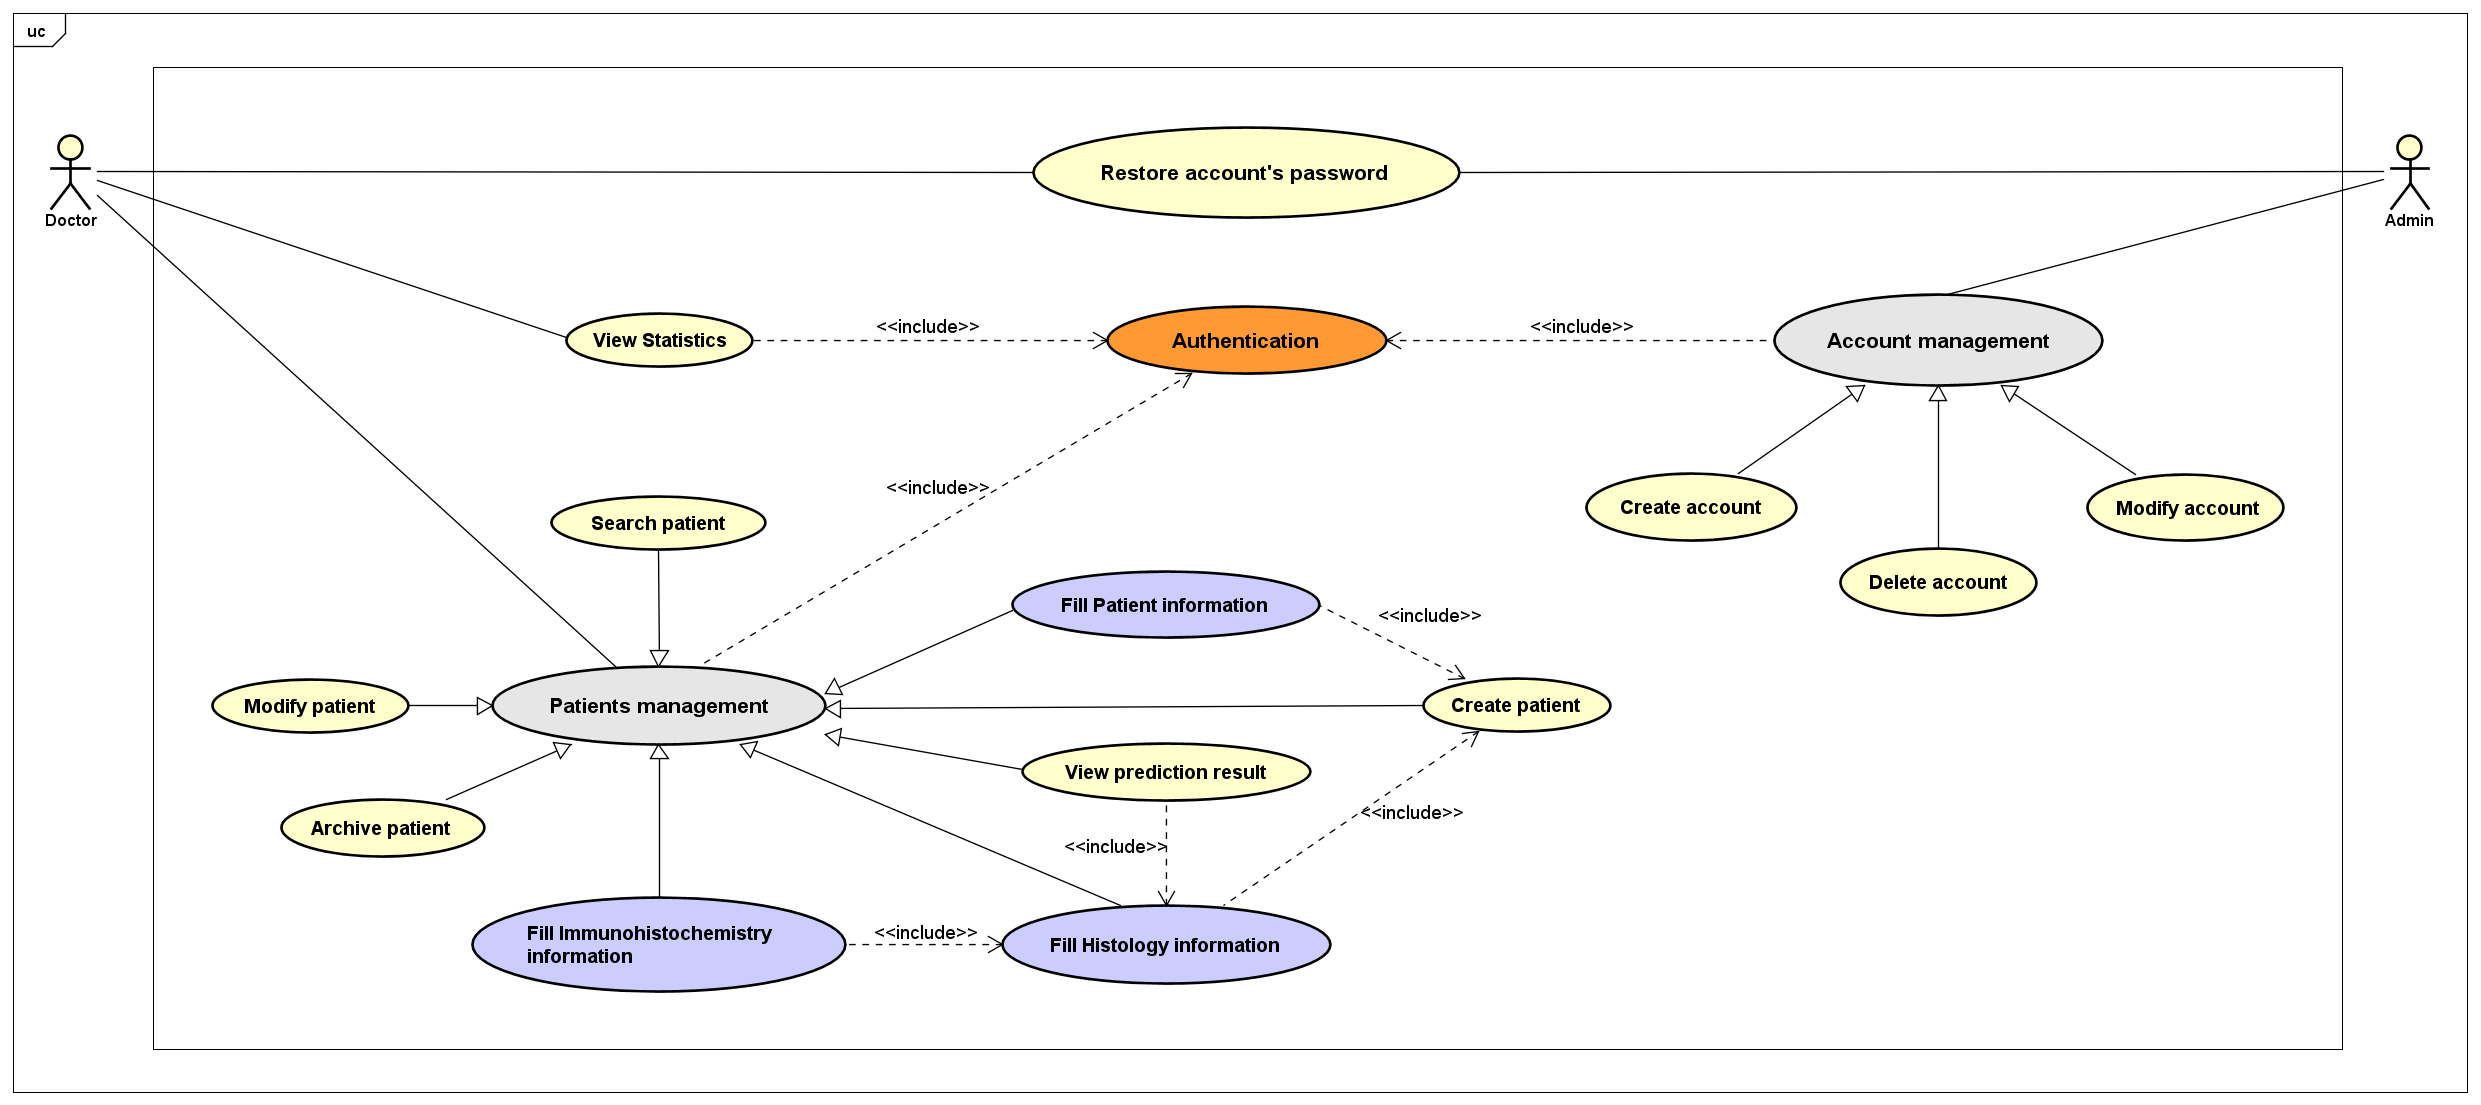 uc
Restore account's password
Doctor
Admin
<<include>>
<<include>>
View Statistics
Authentication
Account management
<<include>>
Search patient
Create account
Modify account
Delete account
Fill Patient information
<<include>>
Modify patient
Patients management
Create patient
View prediction result
<<include>>
Archive patient
<<include>>
Fill Immunohistochemistry
information
<<include>>
Fill Histology information